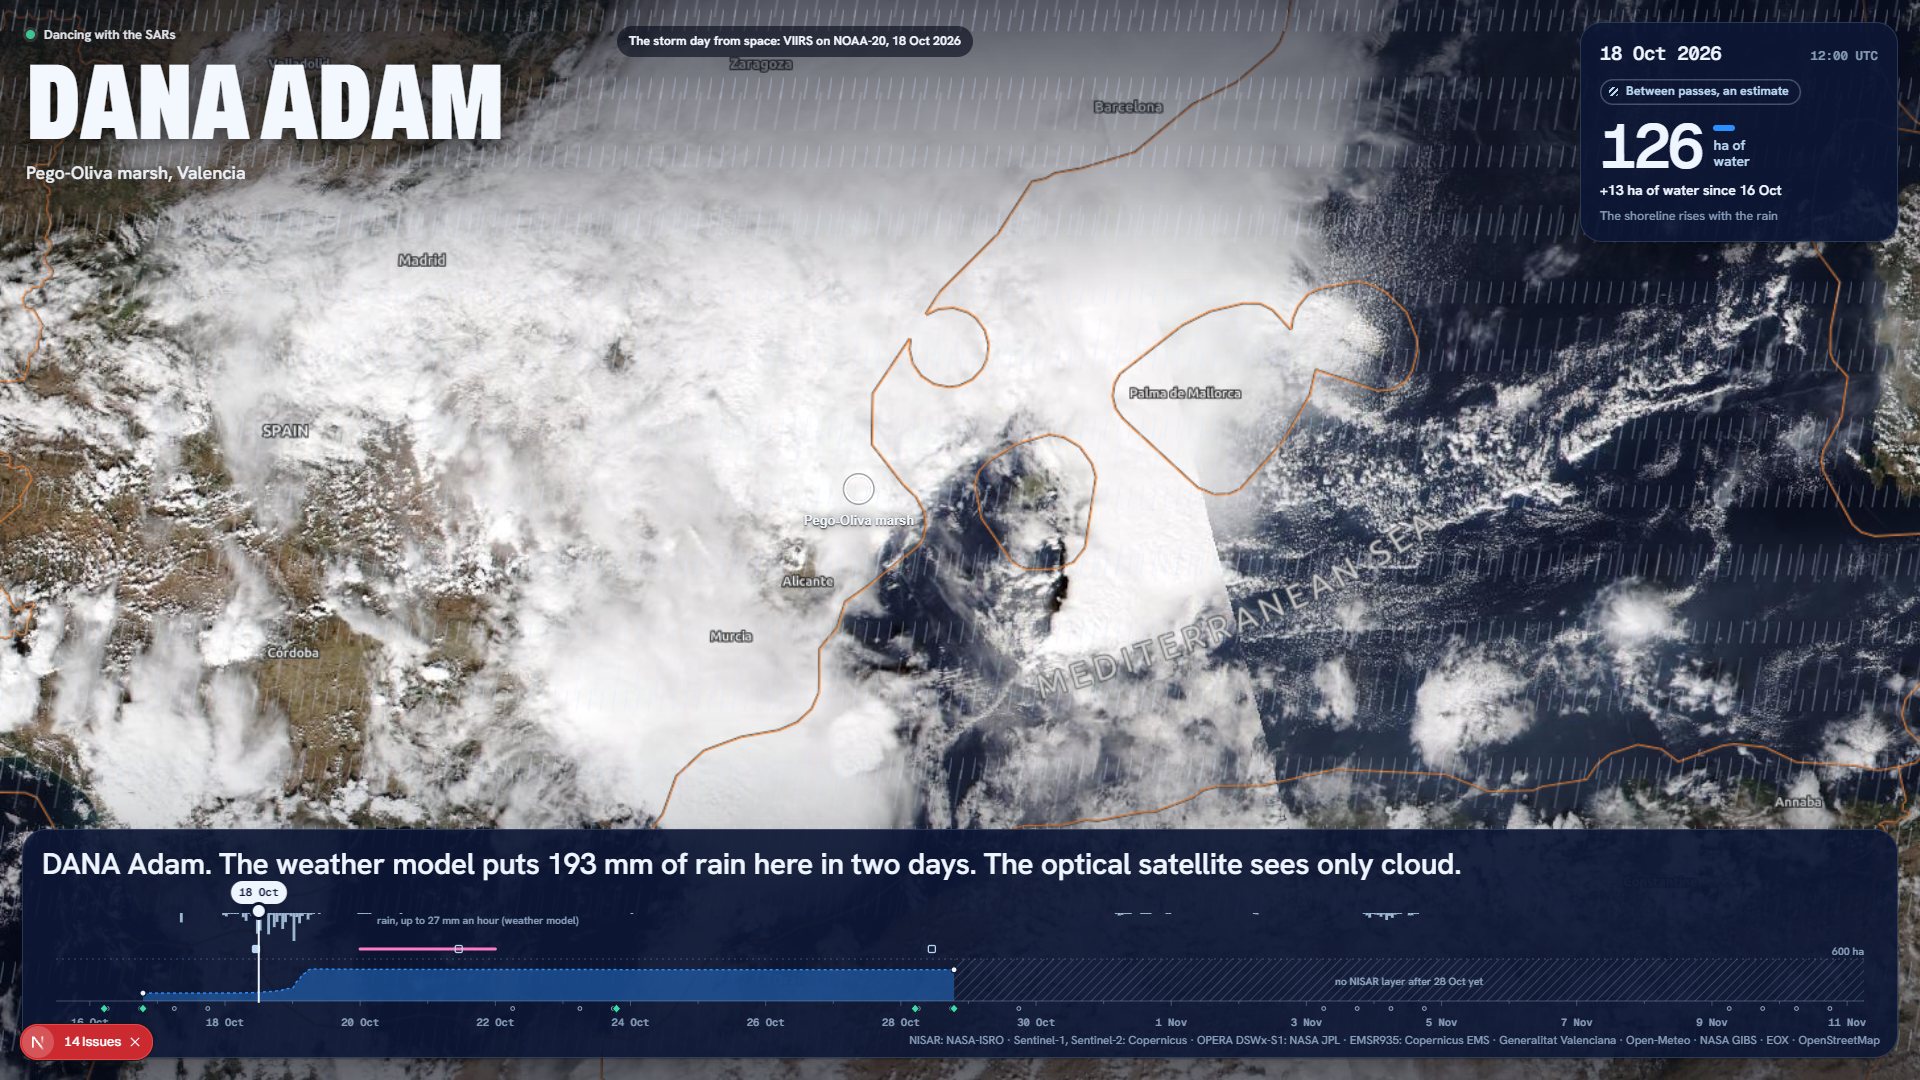 Dancing with the SARs
DANA ADAM
Pego-Oliva marsh, Valencia
The storm day from space: VIIRS on NOAA-20, 18 Oct 2026
18 Oct 2026
12:00 UTC
Between passes, an estimate
126
ha of
water
+13 ha of water since 16 Oct
The shoreline rises with the rain
Valladolid
Zaragoza
Barcelona
Madrid
Palma de Mallorca
SPAIN
Pego-Oliva marsh
Alicante
MEDITERRANEAN SEA
Murcia
Córdoba
Annaba
DANA Adam. The weather model puts 193 mm of rain here in two days. The optical satellite sees only cloud.
18 Oct
rain, up to 27 mm an hour (weather model)
600 ha
no NISAR layer after 28 Oct yet
16 Oct
18 Oct
20 Oct
22 Oct
24 Oct
26 Oct
28 Oct
30 Oct
1 Nov
3 Nov
5 Nov
7 Nov
9 Nov
11 Nov
N
14 Issues
NISAR: NASA-ISRO · Sentinel-1, Sentinel-2: Copernicus · OPERA DSWx-S1: NASA JPL · EMSR935: Copernicus EMS · Generalitat Valenciana · Open-Meteo · NASA GIBS · EOX · OpenStreetMap